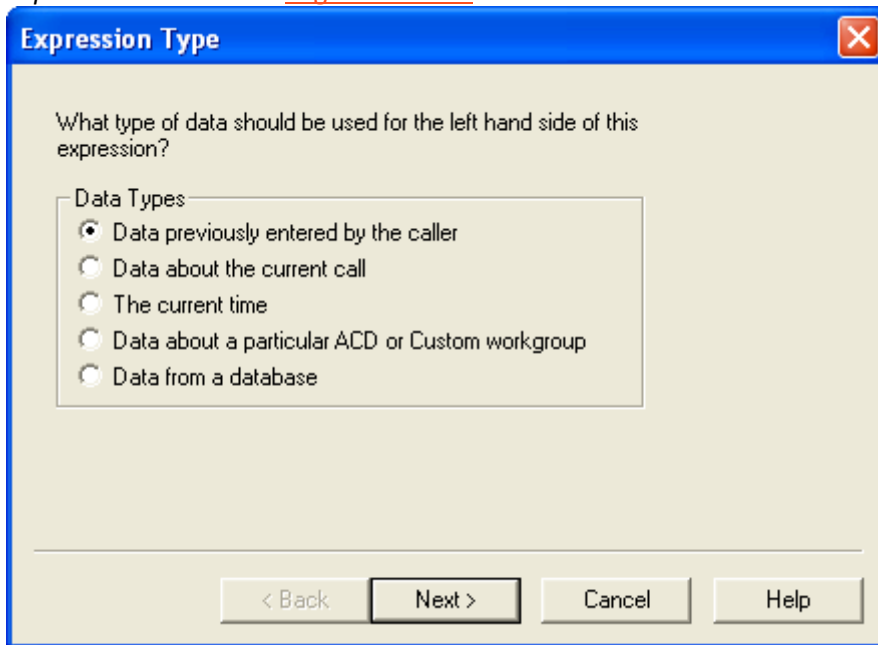 Expression Type
What type of data should be used for the left hand side of this
expression?
Data Types
Data previously entered by the caller
Data about the current call
The current time
Data about a particular ACD or Custom workgroup
Data from a database
< Back
Next >
Cancel
Help